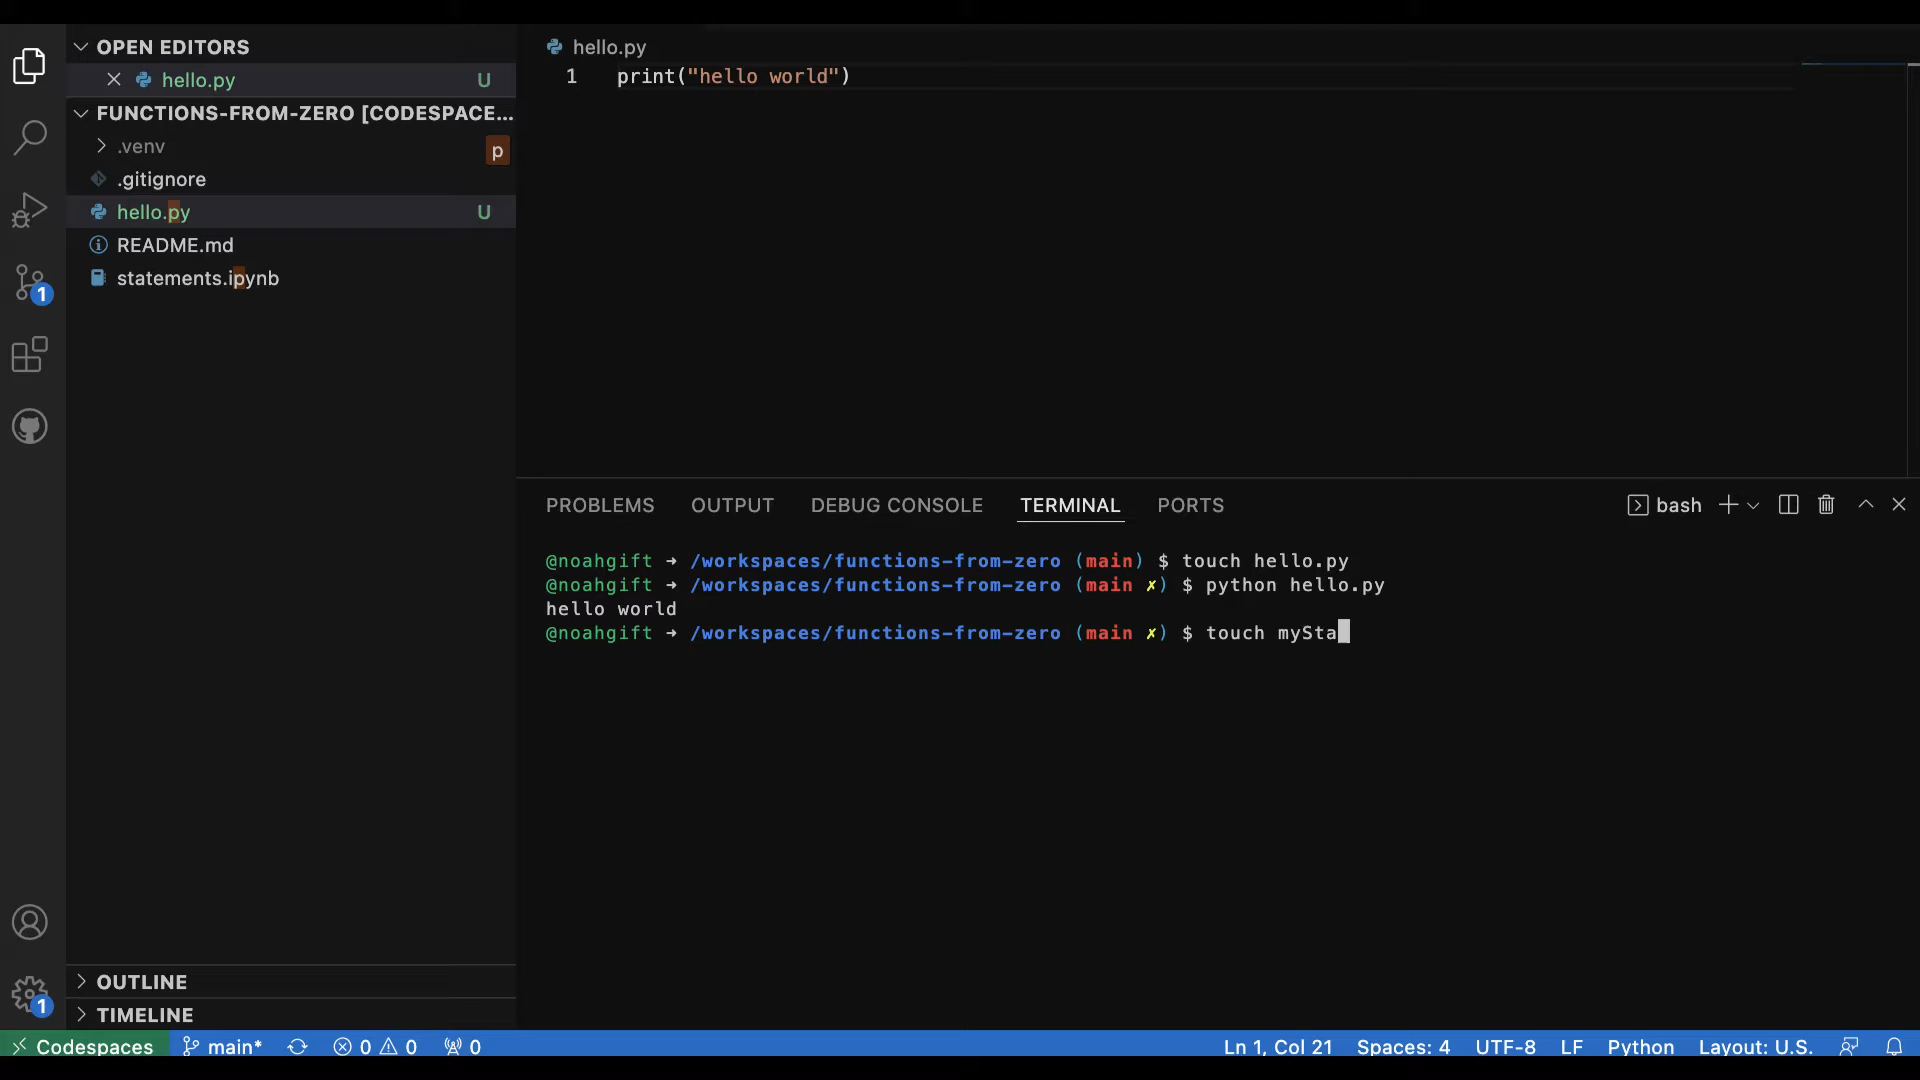 OPEN EDITORS
hello.py U
FUNCTIONS-FROM-ZERO [CODESPACE...
.venv
p
.gitignore
hello.py U
README.md
statements.ipynb
1
1
OUTLINE
TIMELINE
hello.py
1 print("hello world")
PROBLEMS OUTPUT DEBUG CONSOLE TERMINAL PORTS bash
@noahgift ➜ /workspaces/functions-from-zero (main) $ touch hello.py
@noahgift ➜ /workspaces/functions-from-zero (main ✗) $ python hello.py
hello world
@noahgift ➜ /workspaces/functions-from-zero (main ✗) $ touch mySta
Codespaces main* 0 0 0 Ln 1, Col 21 Spaces: 4 UTF-8 LF Python Layout: U.S.